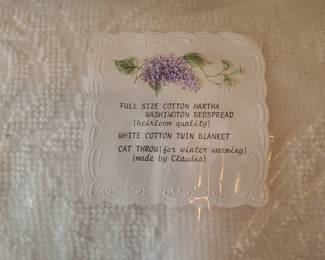 FULL SIZE COTTON MARTHA
WASHINGTON BEDSPREAD
(heirloom quality)
WHITE COTTON TWIN BLANKET
CAT THROW (for winter warming)
(made by Claudia)